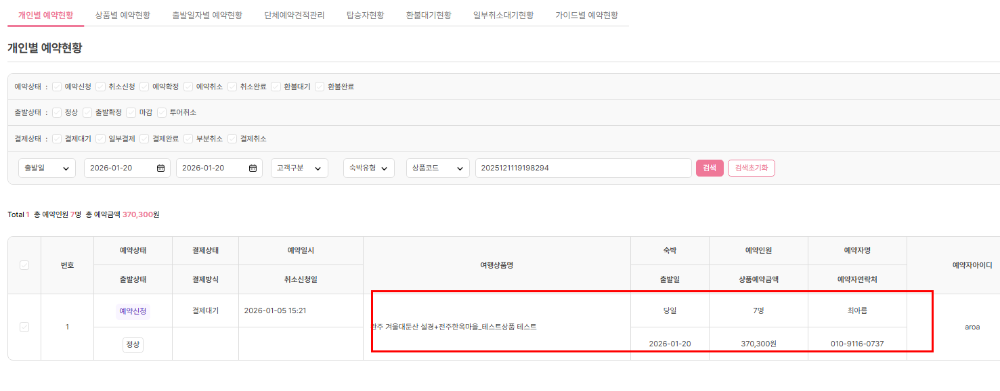 개인별 예약현황 상품별 예약현황 출발일자별 예약현황 단체예약견적관리 탑승자현황 환불대기현황 일부취소대기현황 가이드별 예약현황
개인별 예약현황
예약상태 : 예약신청 취소신청 예약확정 예약취소 취소완료 환불대기 환불완료
출발상태 : 정상 출발확정 마감 투어취소
결제상태 : 결제대기 일부결제 결제완료 부분취소 결제취소
출발일 2026-01-20 2026-01-20 고객구분 숙박유형 상품코드 2025121119198294 검색 검색초기화
Total 1 총 예약인원 7명 총 예약금액 370,300원
예약상태 결제상태 예약일시 숙박 예약인원 예약자명
번호 여행상품명 예약자아이디
출발상태 결제방식 취소신청일 출발일 상품예약금액 예약자연락처
예약신청 결제대기 2026-01-05 15:21 당일 7명 최아름
1 완주 겨울대둔산 설경+전주한옥마을_테스트상품 테스트 aroa
정상 2026-01-20 370,300원 010-9116-0737